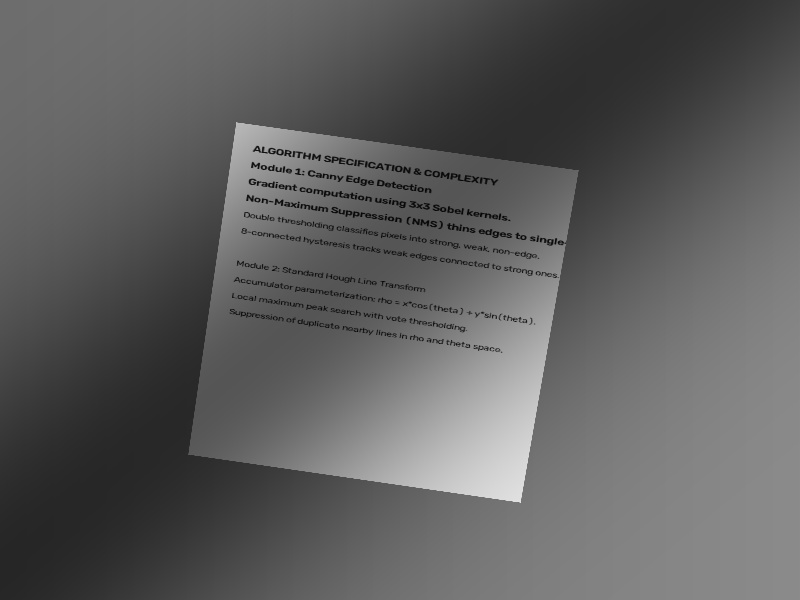 ALGORITHM SPECIFICATION & COMPLEXITY
Module 1: Canny Edge Detection
Gradient computation using 3x3 Sobel kernels.
Non-Maximum Suppression (NMS) thins edges to single-
Double thresholding classifies pixels into strong, weak, non-edge.
8-connected hysteresis tracks weak edges connected to strong ones.
Module 2: Standard Hough Line Transform
Accumulator parameterization: rho = x*cos(theta) + y*sin(theta).
Local maximum peak search with vote thresholding.
Suppression of duplicate nearby lines in rho and theta space.